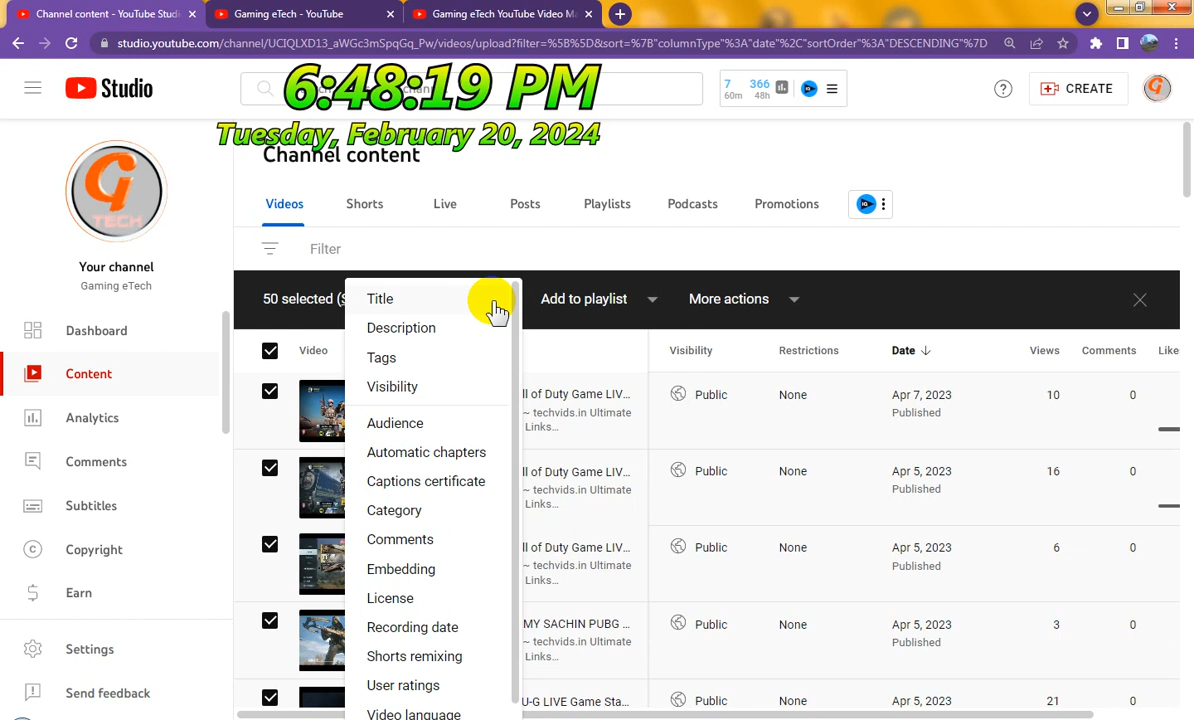 Channel content - YouTube Studi
Gaming eTech - YouTube
Gaming eTech YouTube Video Ma
studio.youtube.com/channel/UCIQLXD13_aWGc3mSpqGq_Pw/videos/upload?filter=%5B%5D&sort=%7B"columnType"%3A"date"%2C"sortOrder"%3A"DESCENDING"%7D
Studio
6:48:19 PM
7
60m
366
48h
CREATE
Tuesday, February 20, 2024
Channel content
G
TECH
Your channel
Gaming eTech
Dashboard
Content
Analytics
Comments
Subtitles
Copyright
Earn
Settings
Send feedback
Videos
Shorts
Live
Posts
Playlists
Podcasts
Promotions
Filter
50 selected
Add to playlist
More actions
Title
Description
Tags
Visibility
Audience
Automatic chapters
Captions certificate
Category
Comments
Embedding
License
Recording date
Shorts remixing
User ratings
Video language
Video
Visibility
Restrictions
Date
Views
Comments
Like
ll of Duty Game LIV...
~ techvids.in Ultimate
Links...
Public
None
Apr 7, 2023
Published
10
0
ll of Duty Game LIV...
~ techvids.in Ultimate
Links...
Public
None
Apr 5, 2023
Published
16
0
ll of Duty Game LIV...
~ techvids.in Ultimate
Links...
Public
None
Apr 5, 2023
Published
6
0
MY SACHIN PUBG ...
~ techvids.in Ultimate
Links...
Public
None
Apr 5, 2023
Published
3
0
U-G LIVE Game Sta...
Public
None
Apr 5, 2023
21
0